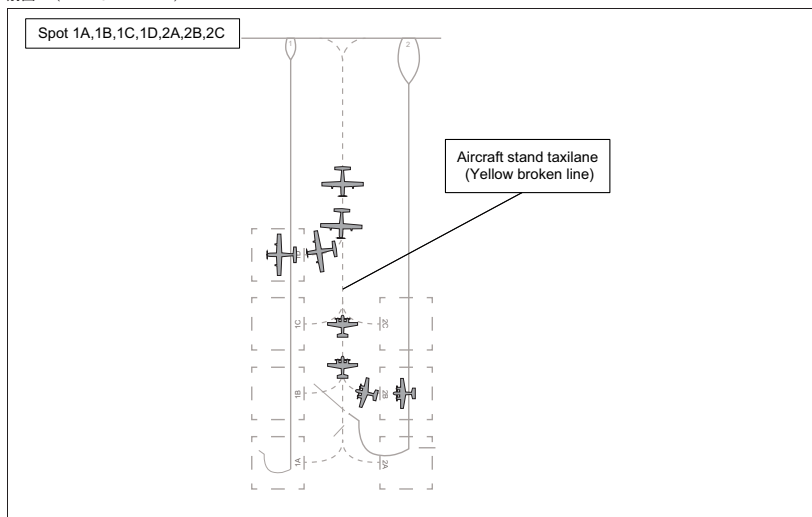 Spot 1A,1B,1C,1D,2A,2B,2C
1
2
Aircraft stand taxilane
(Yellow broken line)
1C
2C
1B
2B
1A
2A